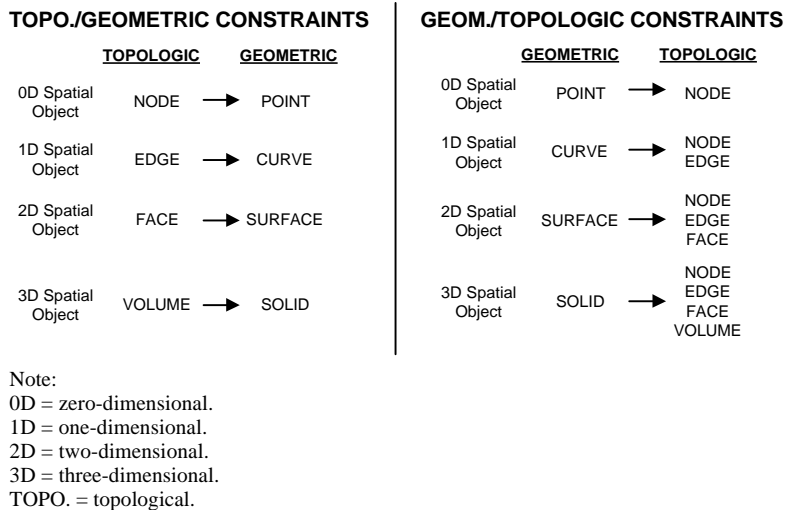 TOPO./GEOMETRIC CONSTRAINTS
TOPOLOGIC GEOMETRIC
0D Spatial
Object
NODE POINT
1D Spatial
Object
EDGE CURVE
2D Spatial
Object
FACE SURFACE
3D Spatial
Object
VOLUME SOLID
GEOM./TOPOLOGIC CONSTRAINTS
GEOMETRIC TOPOLOGIC
0D Spatial
Object
POINT NODE
1D Spatial
Object
CURVE
NODE
EDGE
2D Spatial
Object
SURFACE
NODE
EDGE
FACE
3D Spatial
Object
SOLID
NODE
EDGE
FACE
VOLUME
Note:
0D = zero-dimensional.
1D = one-dimensional.
2D = two-dimensional.
3D = three-dimensional.
TOPO. = topological.